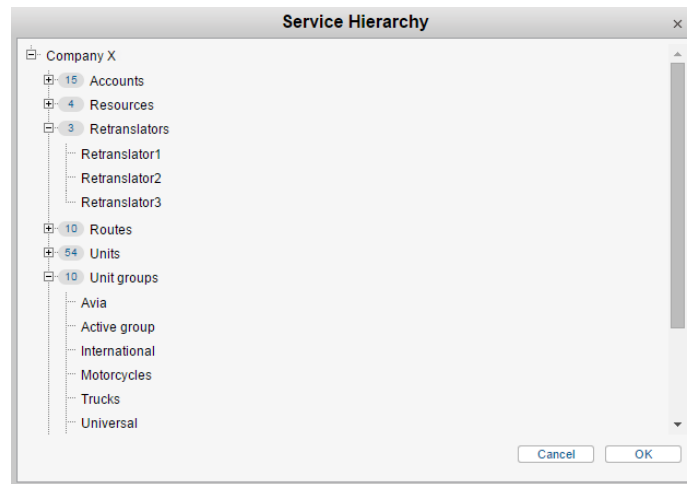 Service Hierarchy
Company X
15 Accounts
4 Resources
3 Retranslators
Retranslator1
Retranslator2
Retranslator3
10 Routes
54 Units
10 Unit groups
Avia
Active group
International
Motorcycles
Trucks
Universal
Cancel OK